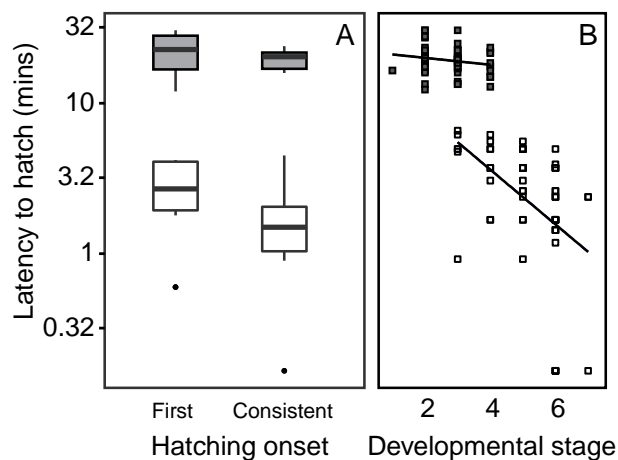 Latency to hatch (mins)
32
10
3.2
1
0.32
A
B
First Consistent
2 4 6
Hatching onset
Developmental stage